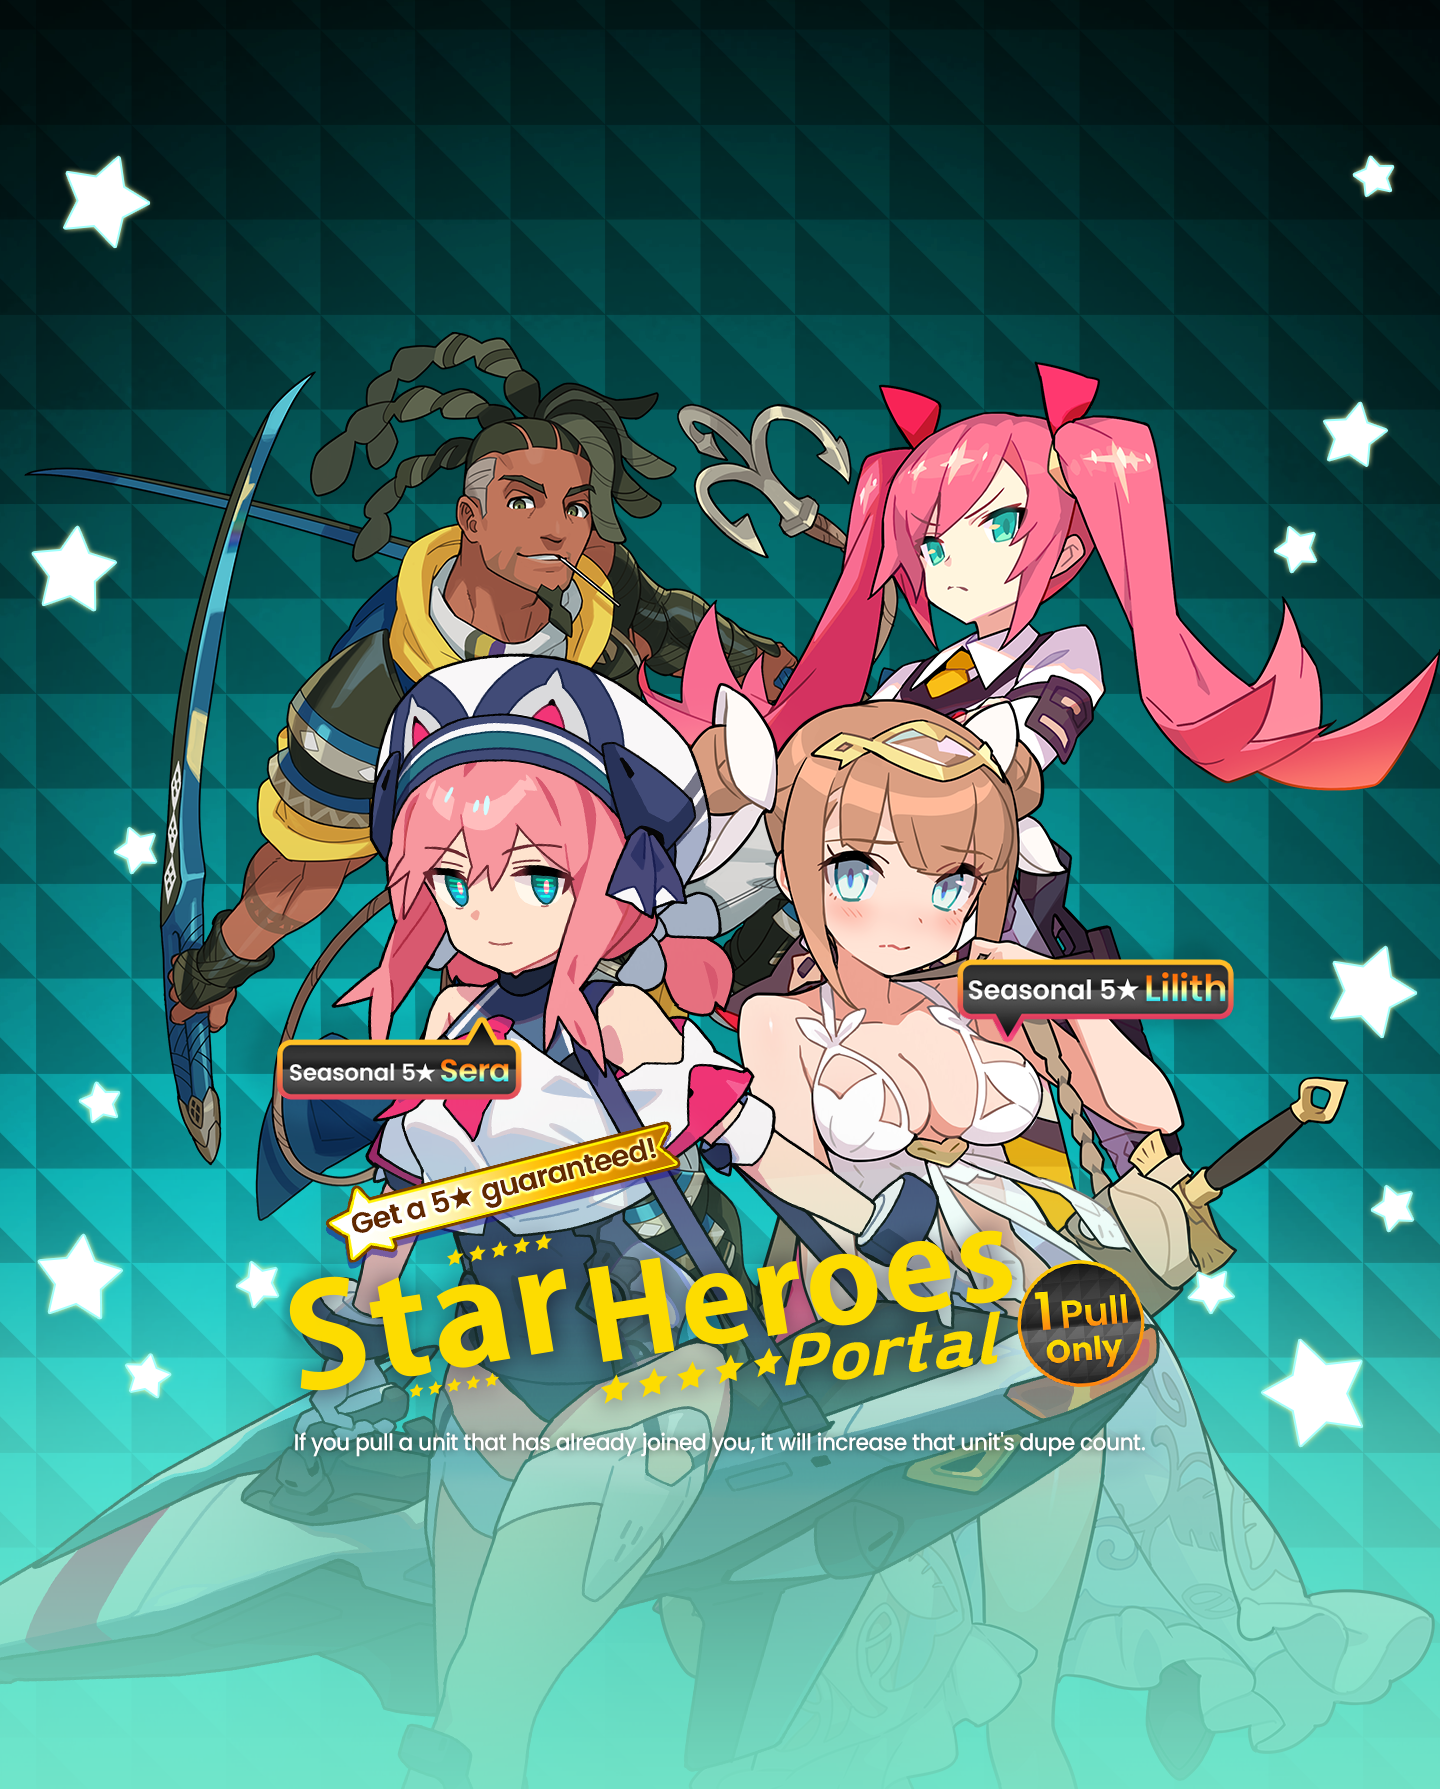 Seasonal 5★ Lilith
Seasonal 5★ Sera
Get a 5★ guaranteed!
Star Heroes
Portal
1 Pull
Only
If you pull a unit that has already joined you, it will increase that unit's dupe count.